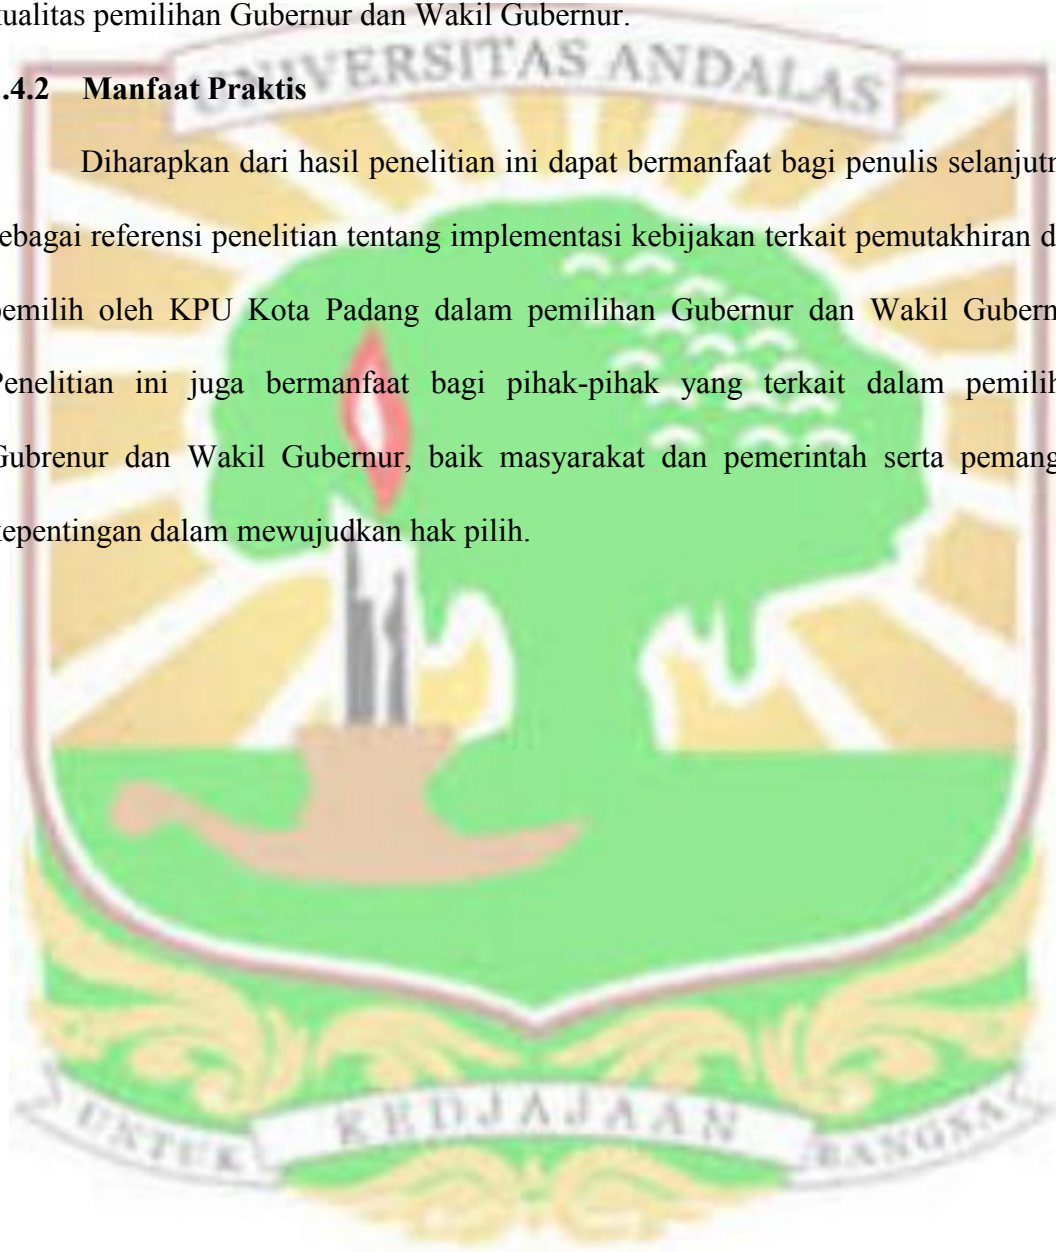 kualitas pemilihan Gubernur dan Wakil Gubernur.
UNIVERSITAS ANDALAS
.4.2 Manfaat Praktis
Diharapkan dari hasil penelitian ini dapat bermanfaat bagi penulis selanjutn
sebagai referensi penelitian tentang implementasi kebijakan terkait pemutakhiran d
pemilih oleh KPU Kota Padang dalam pemilihan Gubernur dan Wakil Gubern
Penelitian ini juga bermanfaat bagi pihak-pihak yang terkait dalam pemilih
Gubrenur dan Wakil Gubernur, baik masyarakat dan pemerintah serta pemang
kepentingan dalam mewujudkan hak pilih.
UNTUK KEDJAJAAN BANGSA